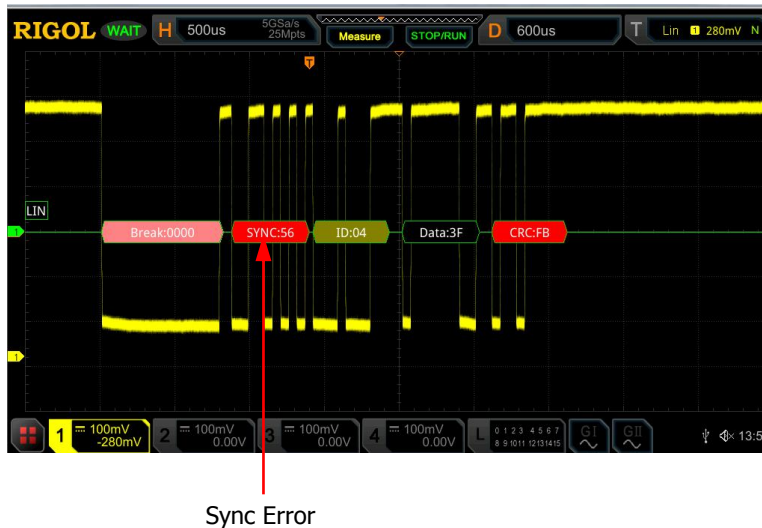 RIGOL WAIT H 500us 5GSa/s 25Mpts Measure STOP/RUN D 600us T Lin 1 280mV N
T
LIN
1 Break:0000 SYNC:56 ID:04 Data:3F CRC:FB
1
1 100mV -280mV 2 100mV 0.00V 3 100mV 0.00V 4 100mV 0.00V L 0 1 2 3 4 5 6 7 8 9 10 11 12 13 14 15 GI GII 13:5
Sync Error